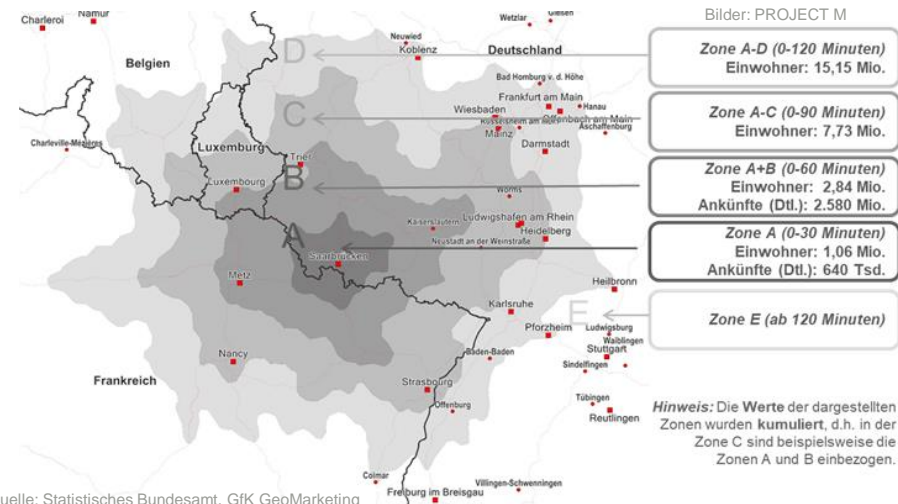 Bilder: PROJECT M
Charleroi
Namur
Wetzlar
Giesen
Neuwied
Koblenz
Deutschland
Belgien
D
Zone A-D (0-120 Minuten)
Einwohner: 15,15 Mio.
Bad Homburg v. d. Höhe
Frankfurt am Main
Hanau
Offenbach am Main
Wiesbaden
Rüsselsheim am Main
Mainz
Aschaffenburg
Darmstadt
C
Zone A-C (0-90 Minuten)
Einwohner: 7,73 Mio.
Charleville-Mézières
Luxemburg
Trier
Luxembourg
B
Worms
Zone A+B (0-60 Minuten)
Einwohner: 2,84 Mio.
Ankünfte (Dtl.): 2.580 Mio.
Kaiserslautern
Ludwigshafen am Rhein
Heidelberg
Neustadt an der Weinstraße
A
Saarbrücken
Zone A (0-30 Minuten)
Einwohner: 1,06 Mio.
Ankünfte (Dtl.): 640 Tsd.
Metz
Heilbronn
Karlsruhe
E
Zone E (ab 120 Minuten)
Pforzheim
Ludwigsburg
Waiblingen
Stuttgart
Baden-Baden
Sindelfingen
Nancy
Frankreich
Strasbourg
Offenburg
Tübingen
Reutlingen
Hinweis: Die Werte der dargestellten
Zonen wurden kumuliert, d.h. in der
Zone C sind beispielsweise die
Zonen A und B einbezogen.
Colmar
Villingen-Schwenningen
Freiburg im Breisgau
uelle: Statistisches Bundesamt, GfK GeoMarketing